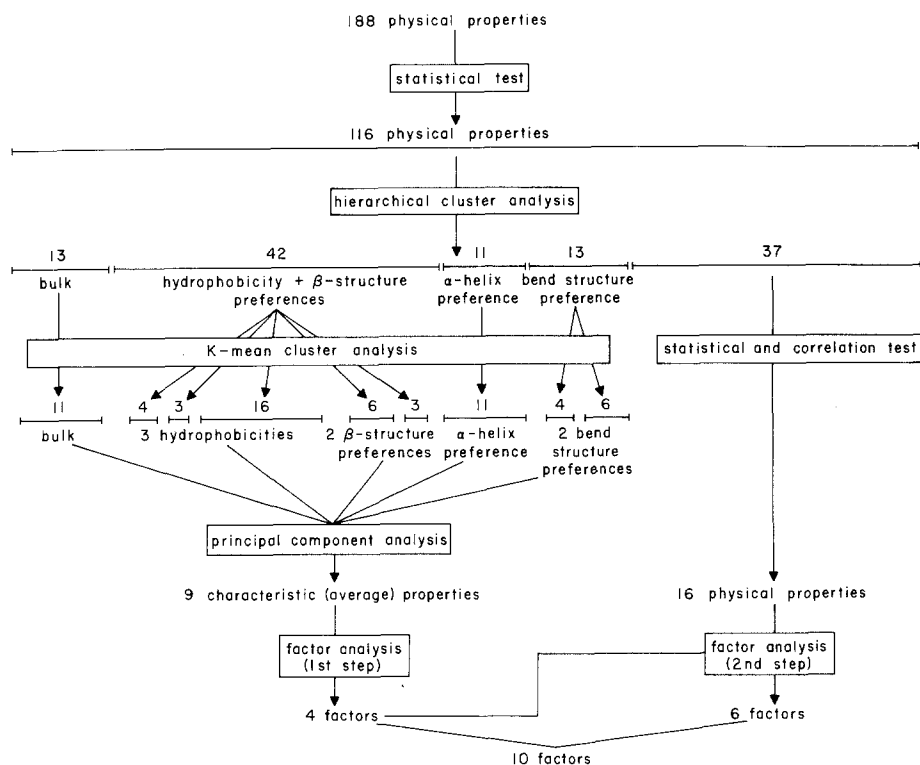 188 physical properties
statistical test
116 physical properties
hierarchical cluster analysis
13 42 11 13 37
bulk
hydrophobicity + β-structure
preferences
α-helix
preference
bend structure
preference
K-mean cluster analysis
statistical and correlation test
11 4 3 16 6 3 11 4 6
bulk
3 hydrophobicities
2 β-structure
preferences
α-helix
preference
2 bend
structure
preferences
principal component analysis
9 characteristic (average) properties
16 physical properties
factor analysis
(1st step)
factor analysis
(2nd step)
4 factors
6 factors
10 factors